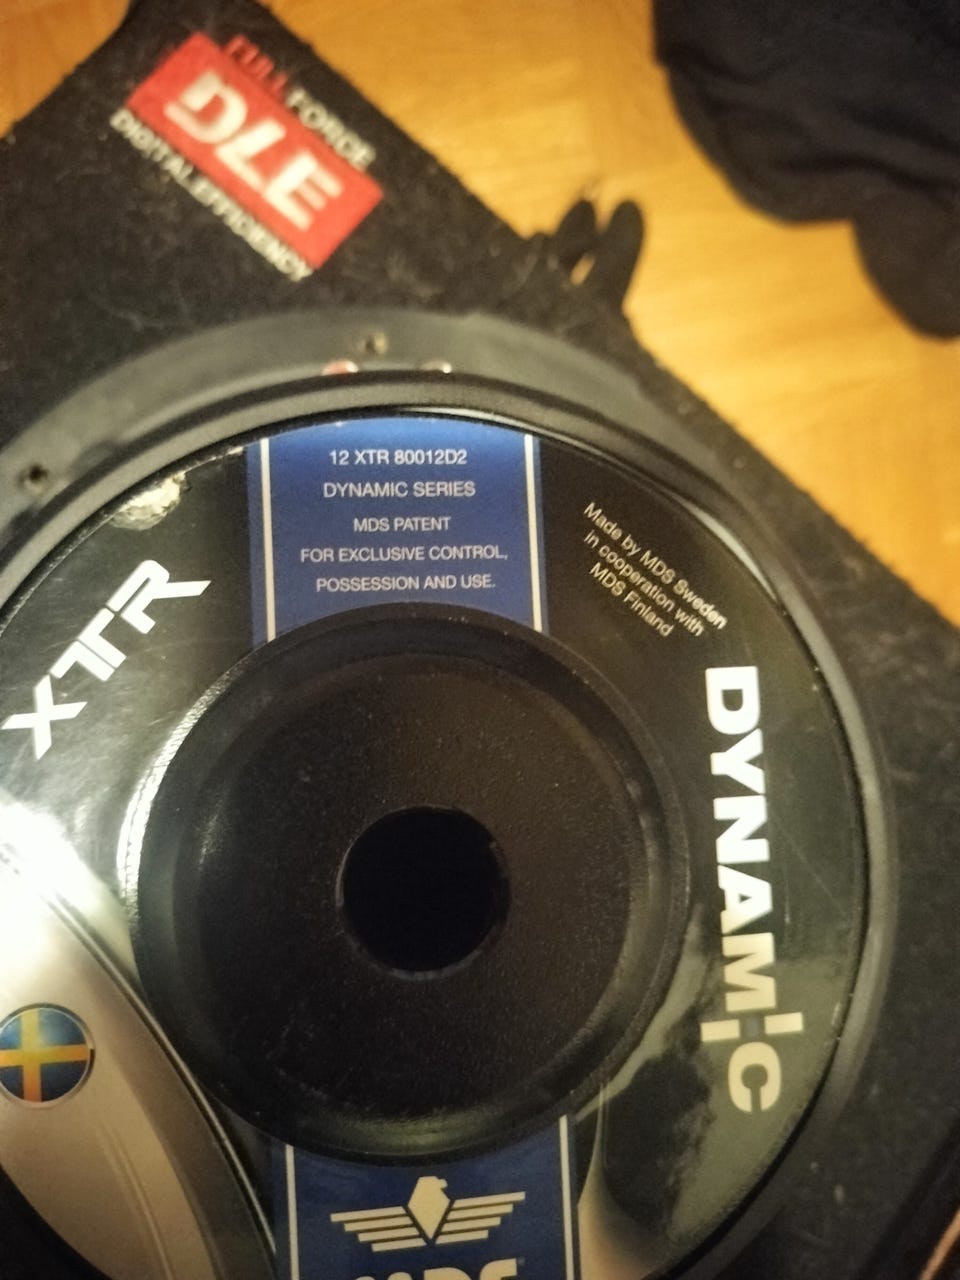 FULL FORCE
DLE
DIGITAL EFFICIENCY
12 XTR 80012D2
DYNAMIC SERIES
MDS PATENT
FOR EXCLUSIVE CONTROL,
POSSESSION AND USE.
Made by MDS Sweden
in cooperation with
MDS Finland
XTR
DYNAMiC